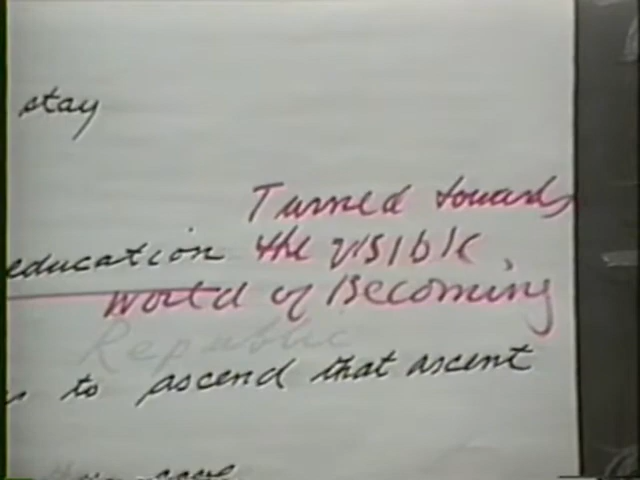 stay
Turned towards
education the visible
world of Becoming
Republic
to ascend that ascent